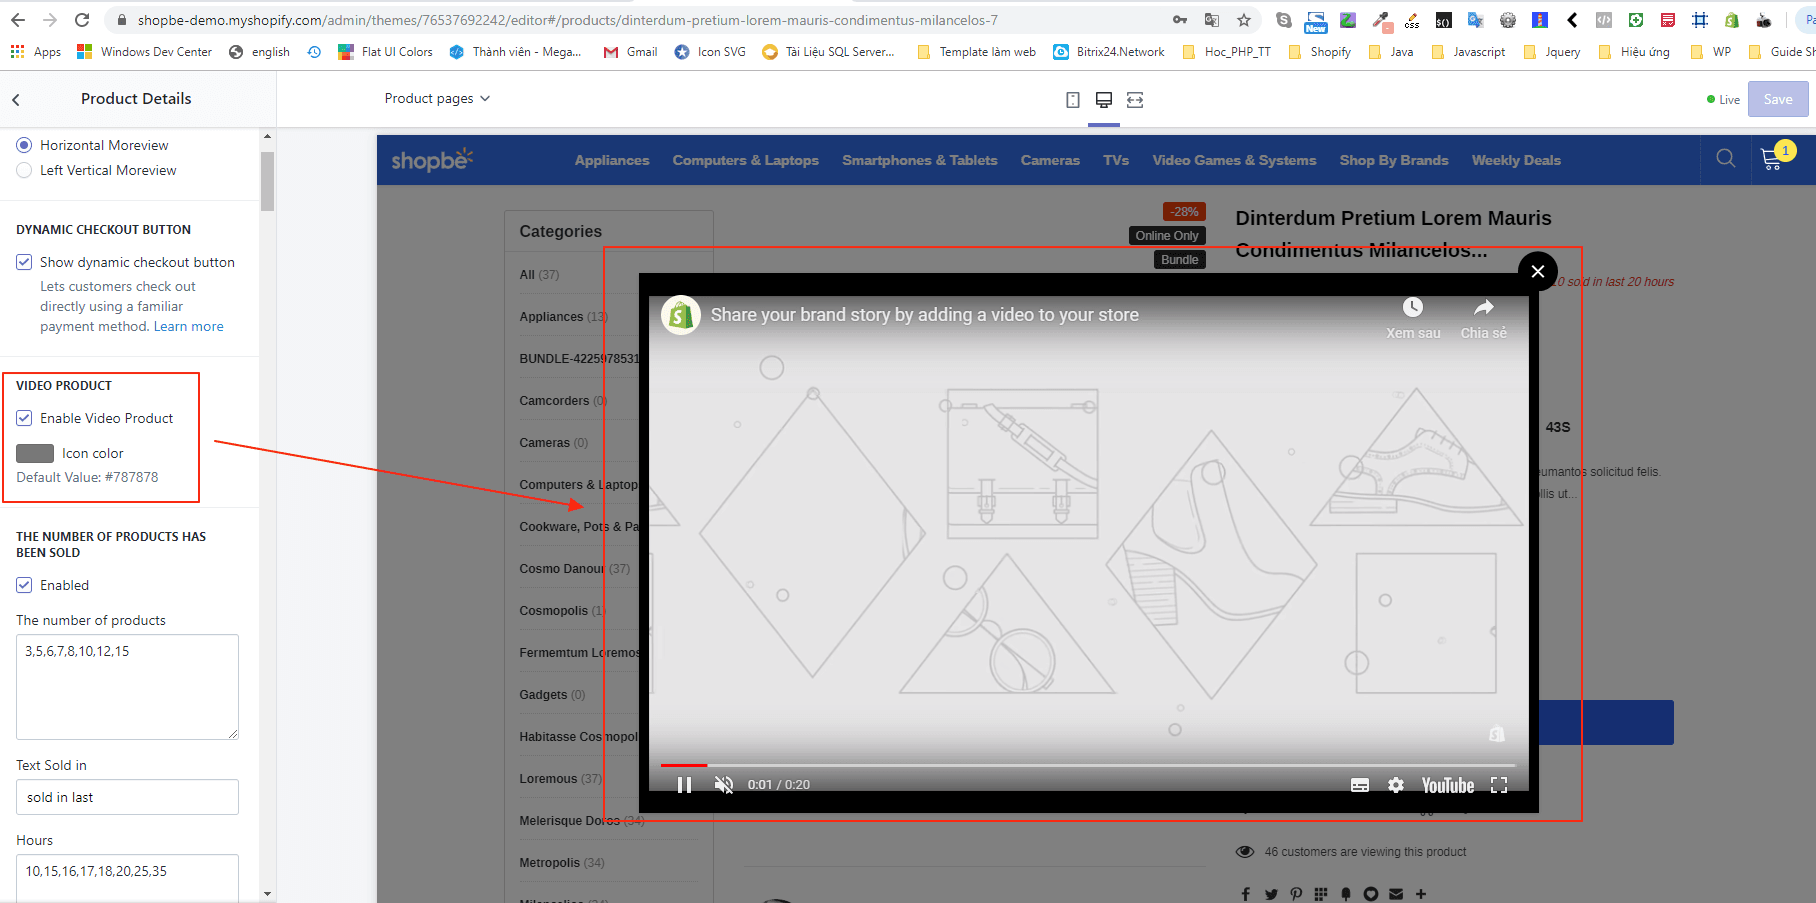 shopbe-demo.myshopify.com/admin/themes/76537692242/editor#/products/dinterdum-pretium-lorem-mauris-condimentus-milancelos-7
New
Apps
Windows Dev Center
english
Flat UI Colors
Thành viên - Mega...
Gmail
Icon SVG
Tài Liệu SQL Server...
Template làm web
Bitrix24.Network
Hoc_PHP_TT
Shopify
Java
Javascript
Jquery
Hiệu ứng
WP
Guide Sh
Product Details
Product pages
Live
Save
Horizontal Moreview
Left Vertical Moreview
DYNAMIC CHECKOUT BUTTON
Show dynamic checkout button
Lets customers check out
directly using a familiar
payment method. Learn more
VIDEO PRODUCT
Enable Video Product
Icon color
Default Value: #787878
THE NUMBER OF PRODUCTS HAS
BEEN SOLD
Enabled
The number of products
3,5,6,7,8,10,12,15
Text Sold in
sold in last
Hours
10,15,16,17,18,20,25,35
shopbe
Appliances
Computers & Laptops
Smartphones & Tablets
Cameras
TVs
Video Games & Systems
Shop By Brands
Weekly Deals
1
Categories
All (37)
Appliances (13)
BUNDLE-4225978531
Camcorders (0)
Cameras (0)
Computers & Laptop
Cookware, Pots & Pa
Cosmo Danour (37)
Cosmopolis (1)
Fermemtum Loremos
Gadgets (0)
Habitasse Cosmopol
Loremous (37)
Melerisque Doros (34)
Metropolis (34)
-28%
Online Only
Bundle
Dinterdum Pretium Lorem Mauris
Condimentus Milancelos...
10 sold in last 20 hours
43S
eumantos solicitud felis.
ollis ut...
Share your brand story by adding a video to your store
Xem sau
Chia sẻ
0:01 / 0:20
YouTube
46 customers are viewing this product